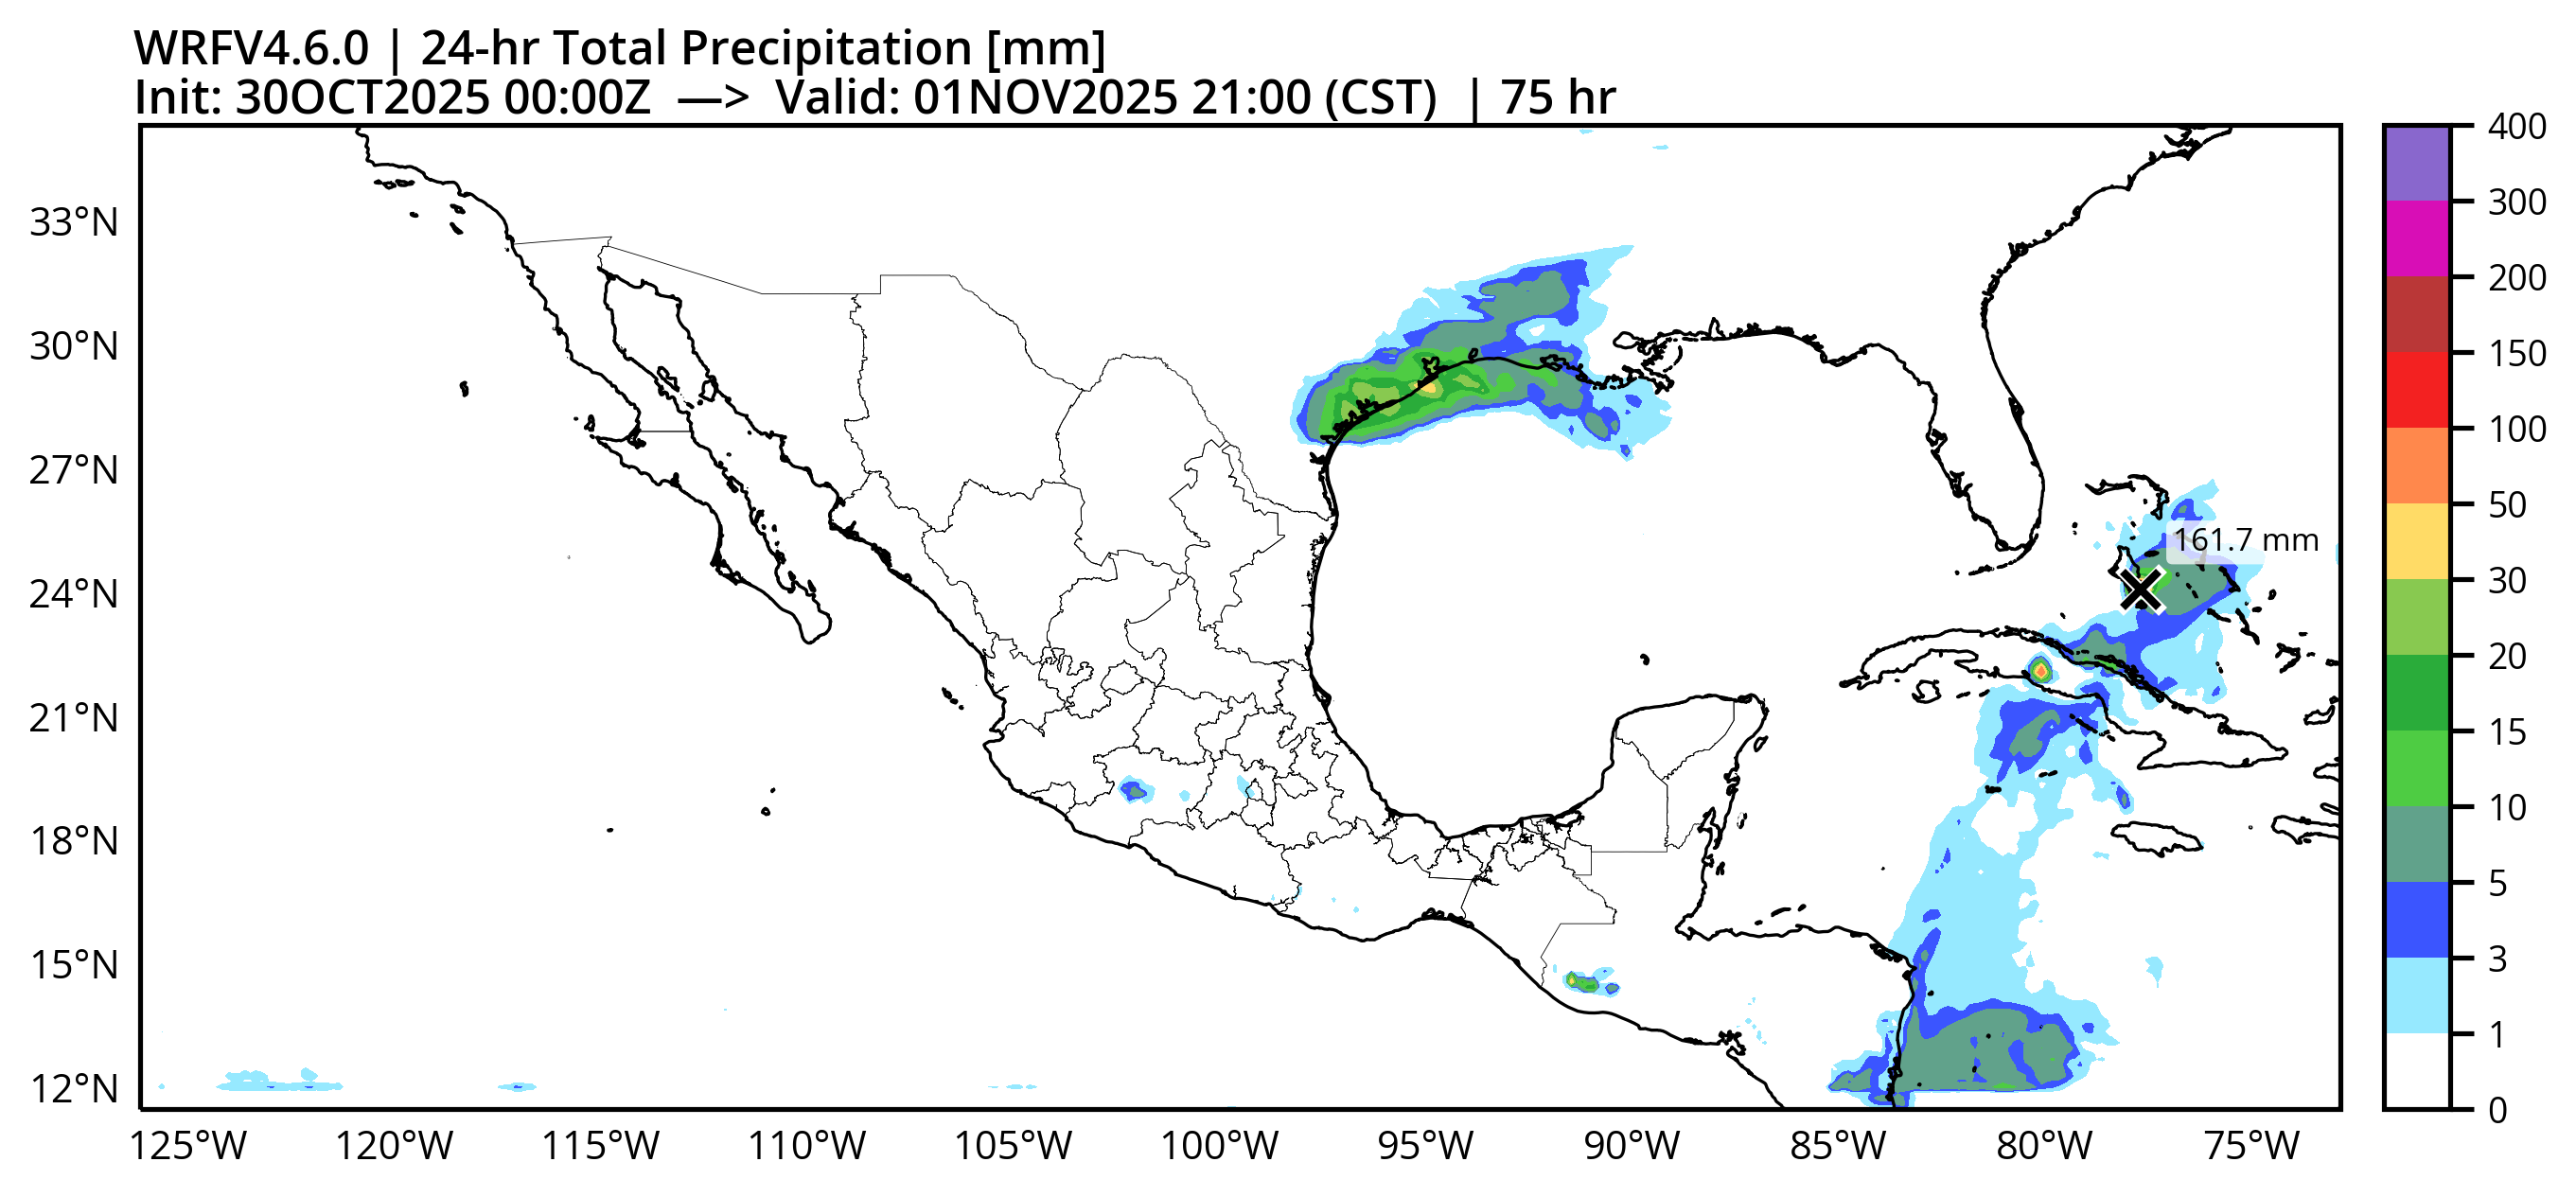 WRFV4.6.0 | 24-hr Total Precipitation [mm]
Init: 30OCT2025 00:00Z —> Valid: 01NOV2025 21:00 (CST) | 75 hr
33°N
30°N
27°N
24°N
21°N
18°N
15°N
12°N
161.7 mm
125°W 120°W 115°W 110°W 105°W 100°W 95°W 90°W 85°W 80°W 75°W
400
300
200
150
100
50
30
20
15
10
5
3
1
0